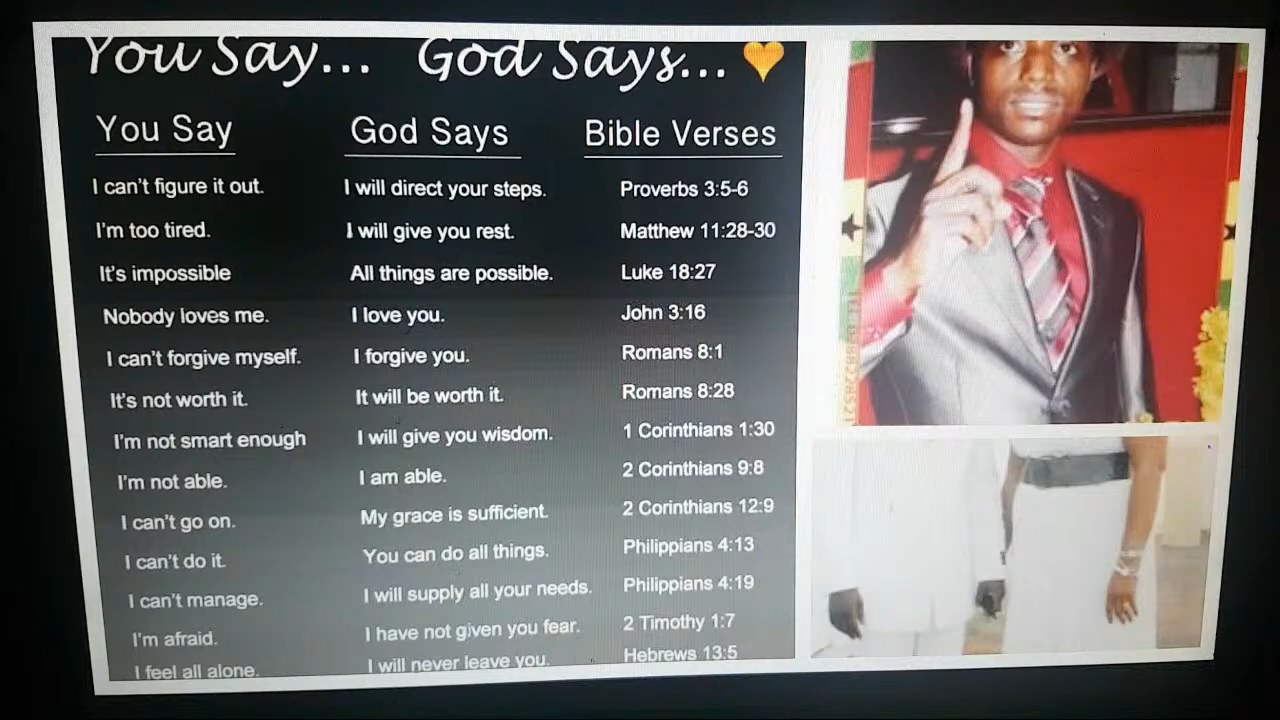 You Say... God Says...
You Say God Says Bible Verses
I can't figure it out. I will direct your steps. Proverbs 3:5-6
I'm too tired. I will give you rest. Matthew 11:28-30
It's impossible All things are possible. Luke 18:27
Nobody loves me. I love you. John 3:16
I can't forgive myself. I forgive you. Romans 8:1
It's not worth it. It will be worth it. Romans 8:28
I'm not smart enough I will give you wisdom. 1 Corinthians 1:30
I'm not able. I am able. 2 Corinthians 9:8
I can't go on. My grace is sufficient. 2 Corinthians 12:9
I can't do it. You can do all things. Philippians 4:13
I can't manage. I will supply all your needs. Philippians 4:19
I'm afraid. I have not given you fear. 2 Timothy 1:7
I feel all alone. I will never leave you. Hebrews 13:5